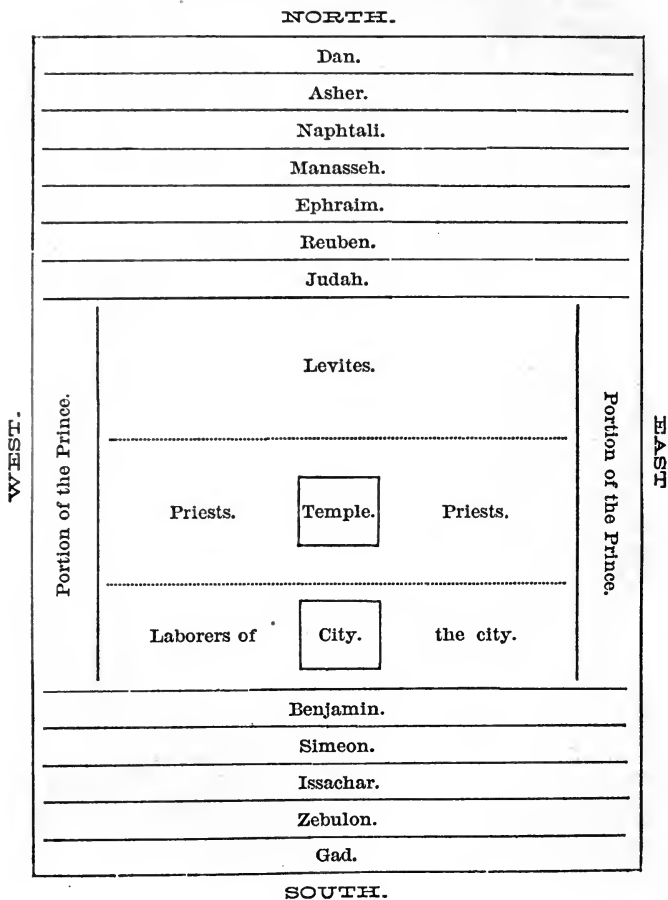 NORTH.
Dan.
Asher.
Naphtali.
Manasseh.
Ephraim.
Reuben.
Judah.
WEST.
Portion of the Prince.
Levites.
Priests. Temple. Priests.
Laborers of City. the city.
Portion of the Prince.
EAST
Benjamin.
Simeon.
Issachar.
Zebulon.
Gad.
SOUTH.